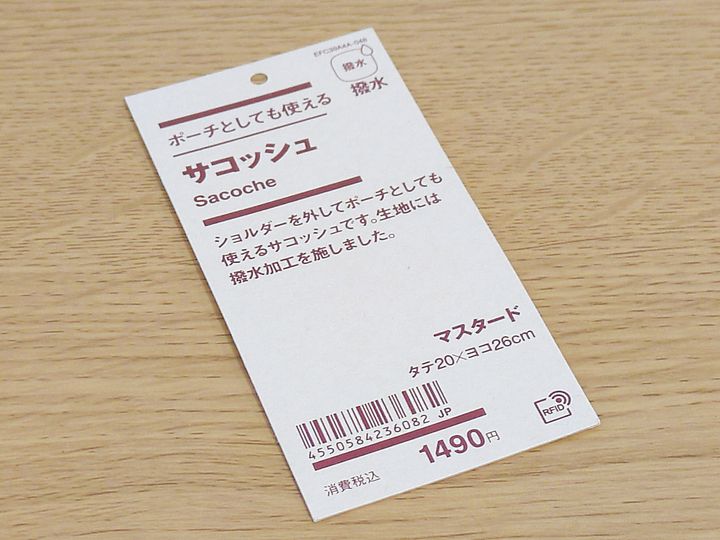 EFC39A4A-046
撥水
撥水
ポーチとしても使える
サコッシュ
Sacoche
ショルダーを外してポーチとしても
使えるサコッシュです。生地には
撥水加工を施しました。
マスタード
タテ20×ヨコ26cm
4550584236082 JP
RFID
1490円
消費税込